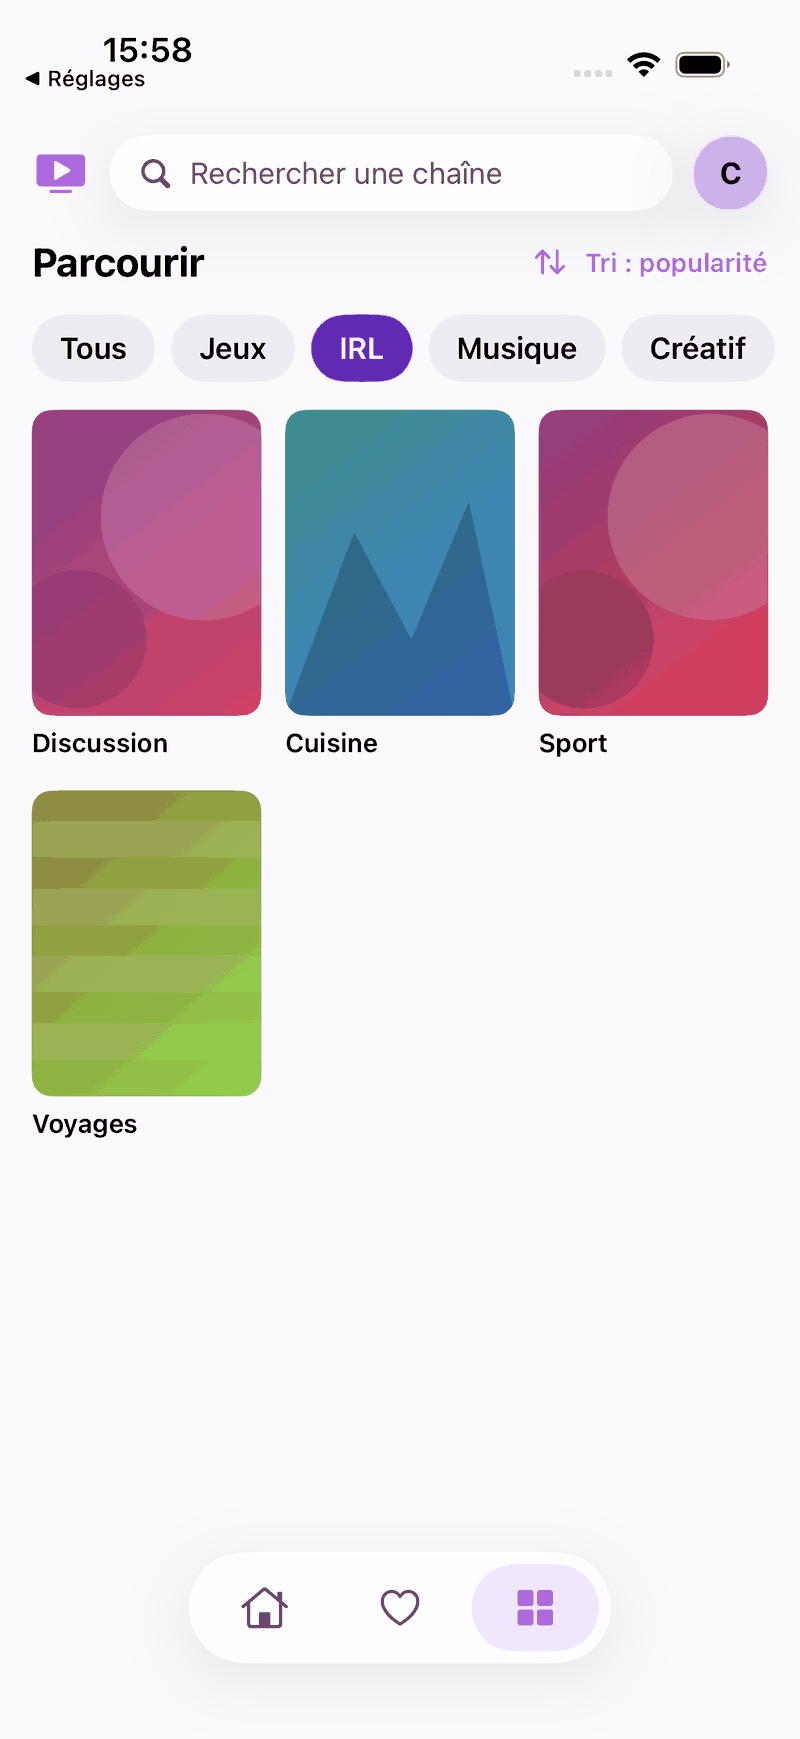 15:58
◀ Réglages
Rechercher une chaîne
C
Parcourir
Tri : popularité
Tous
Jeux
IRL
Musique
Créatif
Discussion
Cuisine
Sport
Voyages